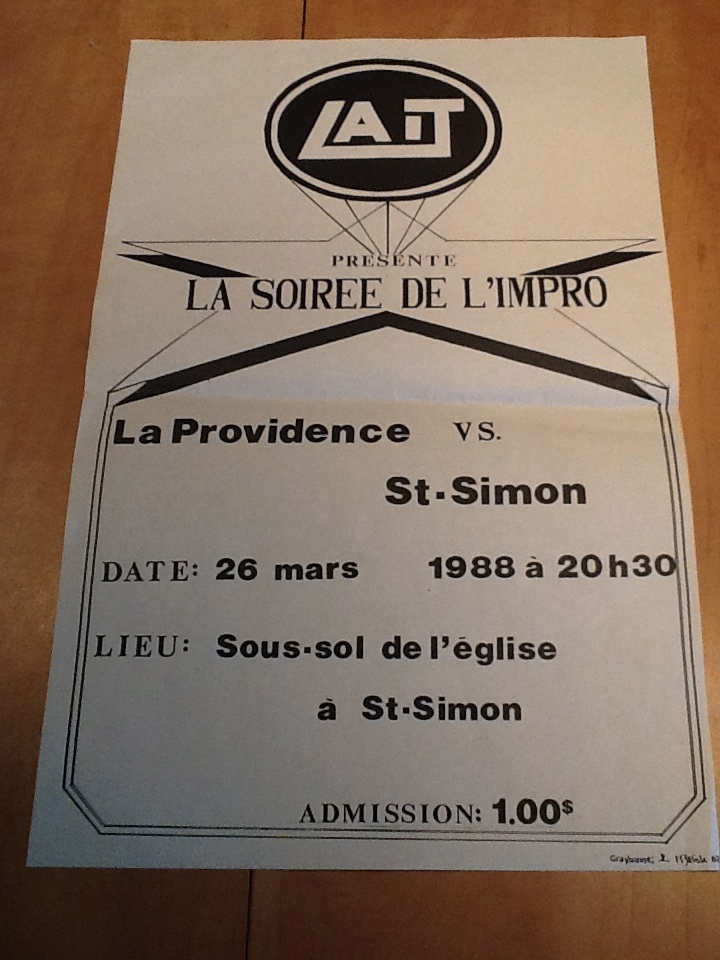 LAIT
PRÉSENTE
LA SOIREE DE L'IMPRO
La Providence VS.
St-Simon
DATE: 26 mars 1988 à 20h30
LIEU: Sous-sol de l'église
à St-Simon
ADMISSION: 1.00$